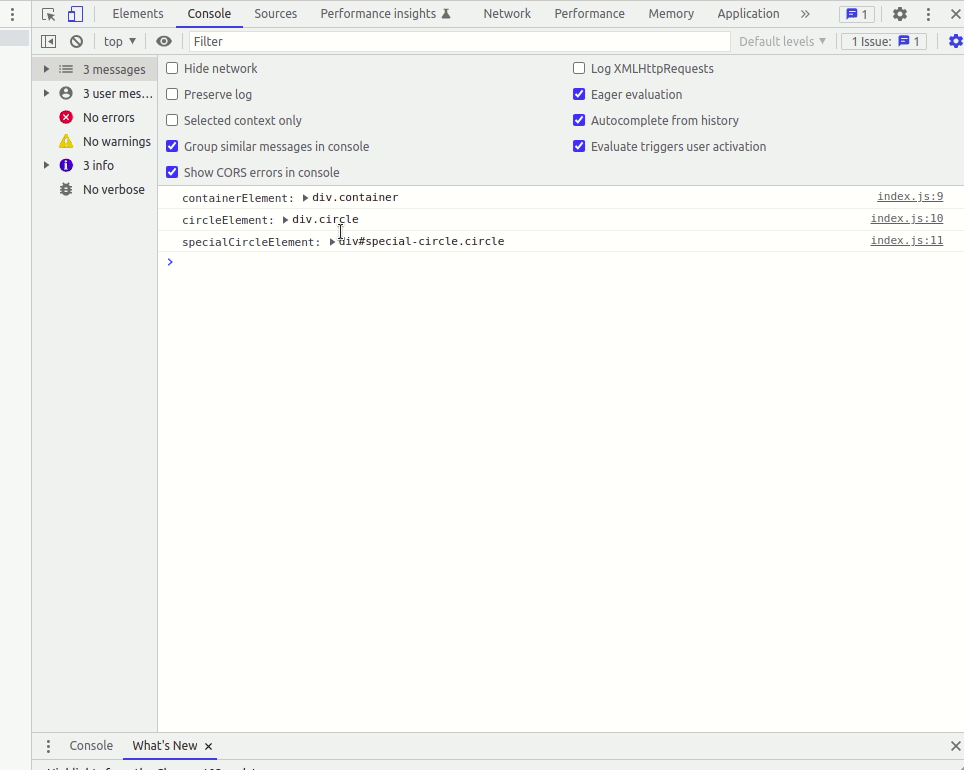 Elements Console Sources Performance insights Network Performance Memory Application 1
top Filter Default levels 1 Issue: 1
3 messages
3 user mes…
No errors
No warnings
3 info
No verbose
Hide network Log XMLHttpRequests
Preserve log Eager evaluation
Selected context only Autocomplete from history
Group similar messages in console Evaluate triggers user activation
Show CORS errors in console
containerElement: div.container index.js:9
circleElement: div.circle index.js:10
specialCircleElement: div#special-circle.circle index.js:11
Console What's New